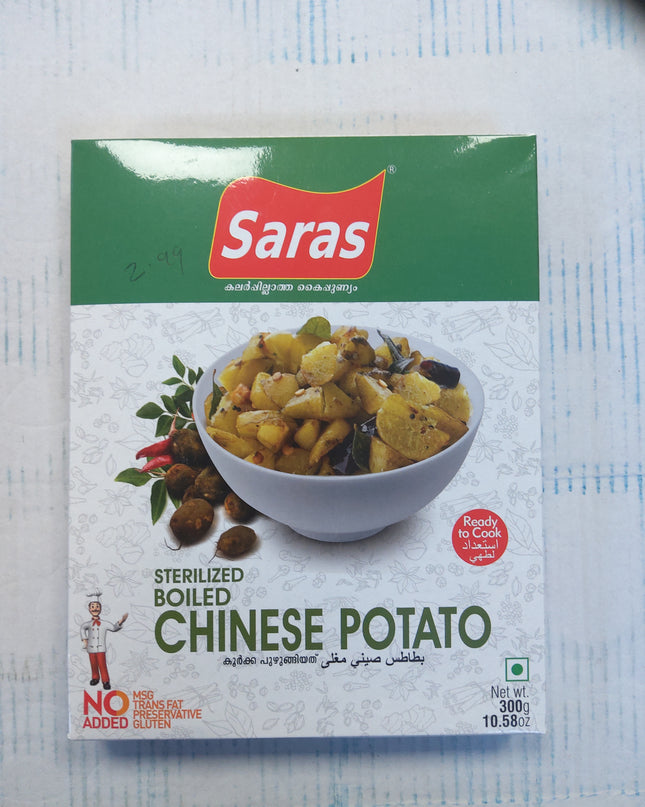 Saras®
2.99
കലർപ്പില്ലാത്ത കൈപ്പുണ്യം
Ready
to Cook
استعداد
لطهي
STERILIZED
BOILED
CHINESE POTATO
കൂർക്ക പുഴുങ്ങിയത് بطاطس صيني مغلي
NO
ADDED
MSG
TRANS FAT
PRESERVATIVE
GLUTEN
Net wt.
300g
10.58oz